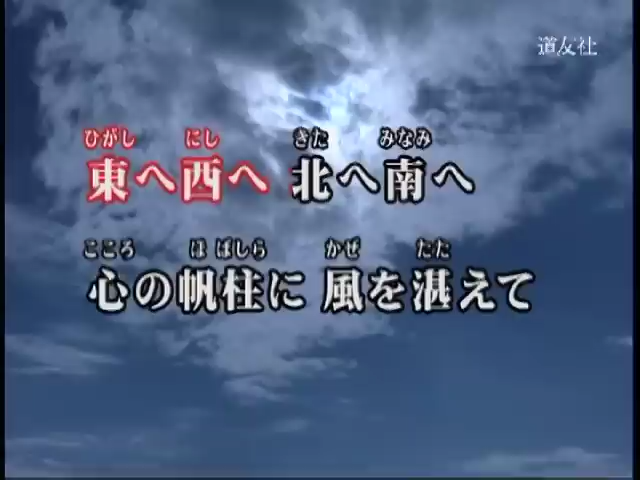 道友社
ひがし にし きた みなみ
東へ西へ 北へ南へ
こころ ほばしら かぜ たた
心の帆柱に 風を湛えて